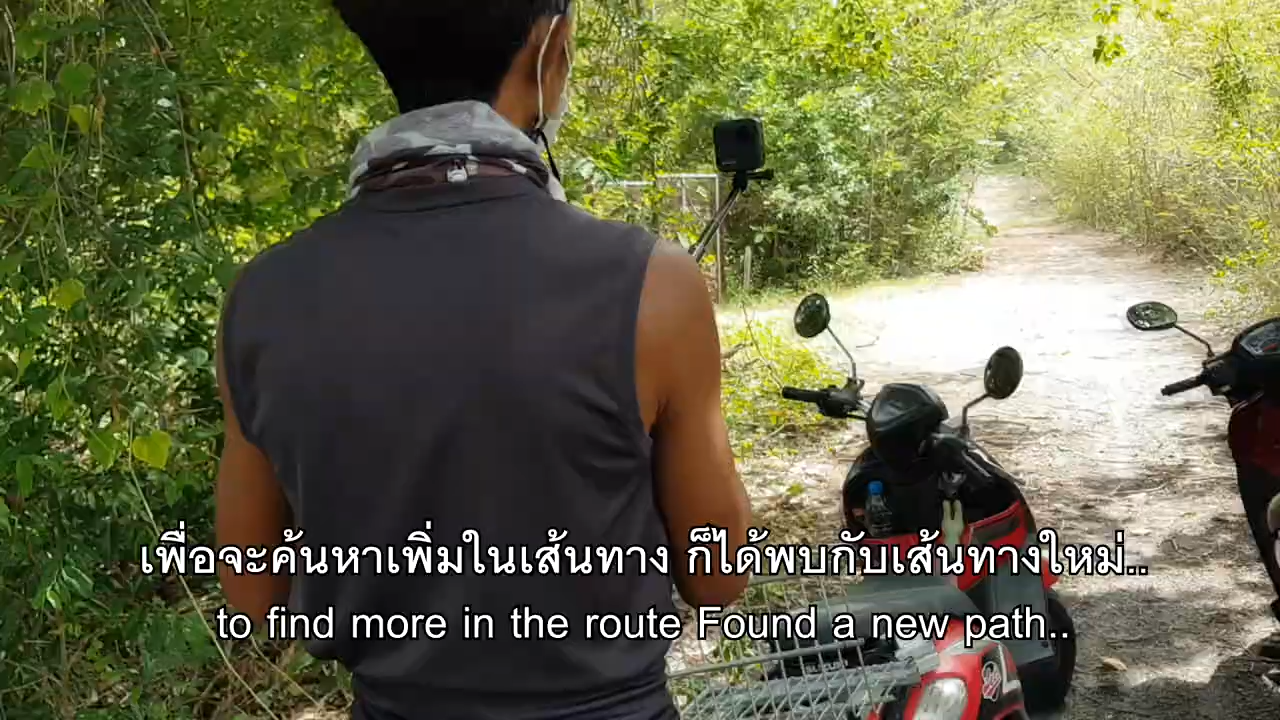 เพื่อจะค้นหาเพิ่มในเส้นทาง ก็ได้พบกับเส้นทางใหม่..
to find more in the route Found a new path..
SUZUKI